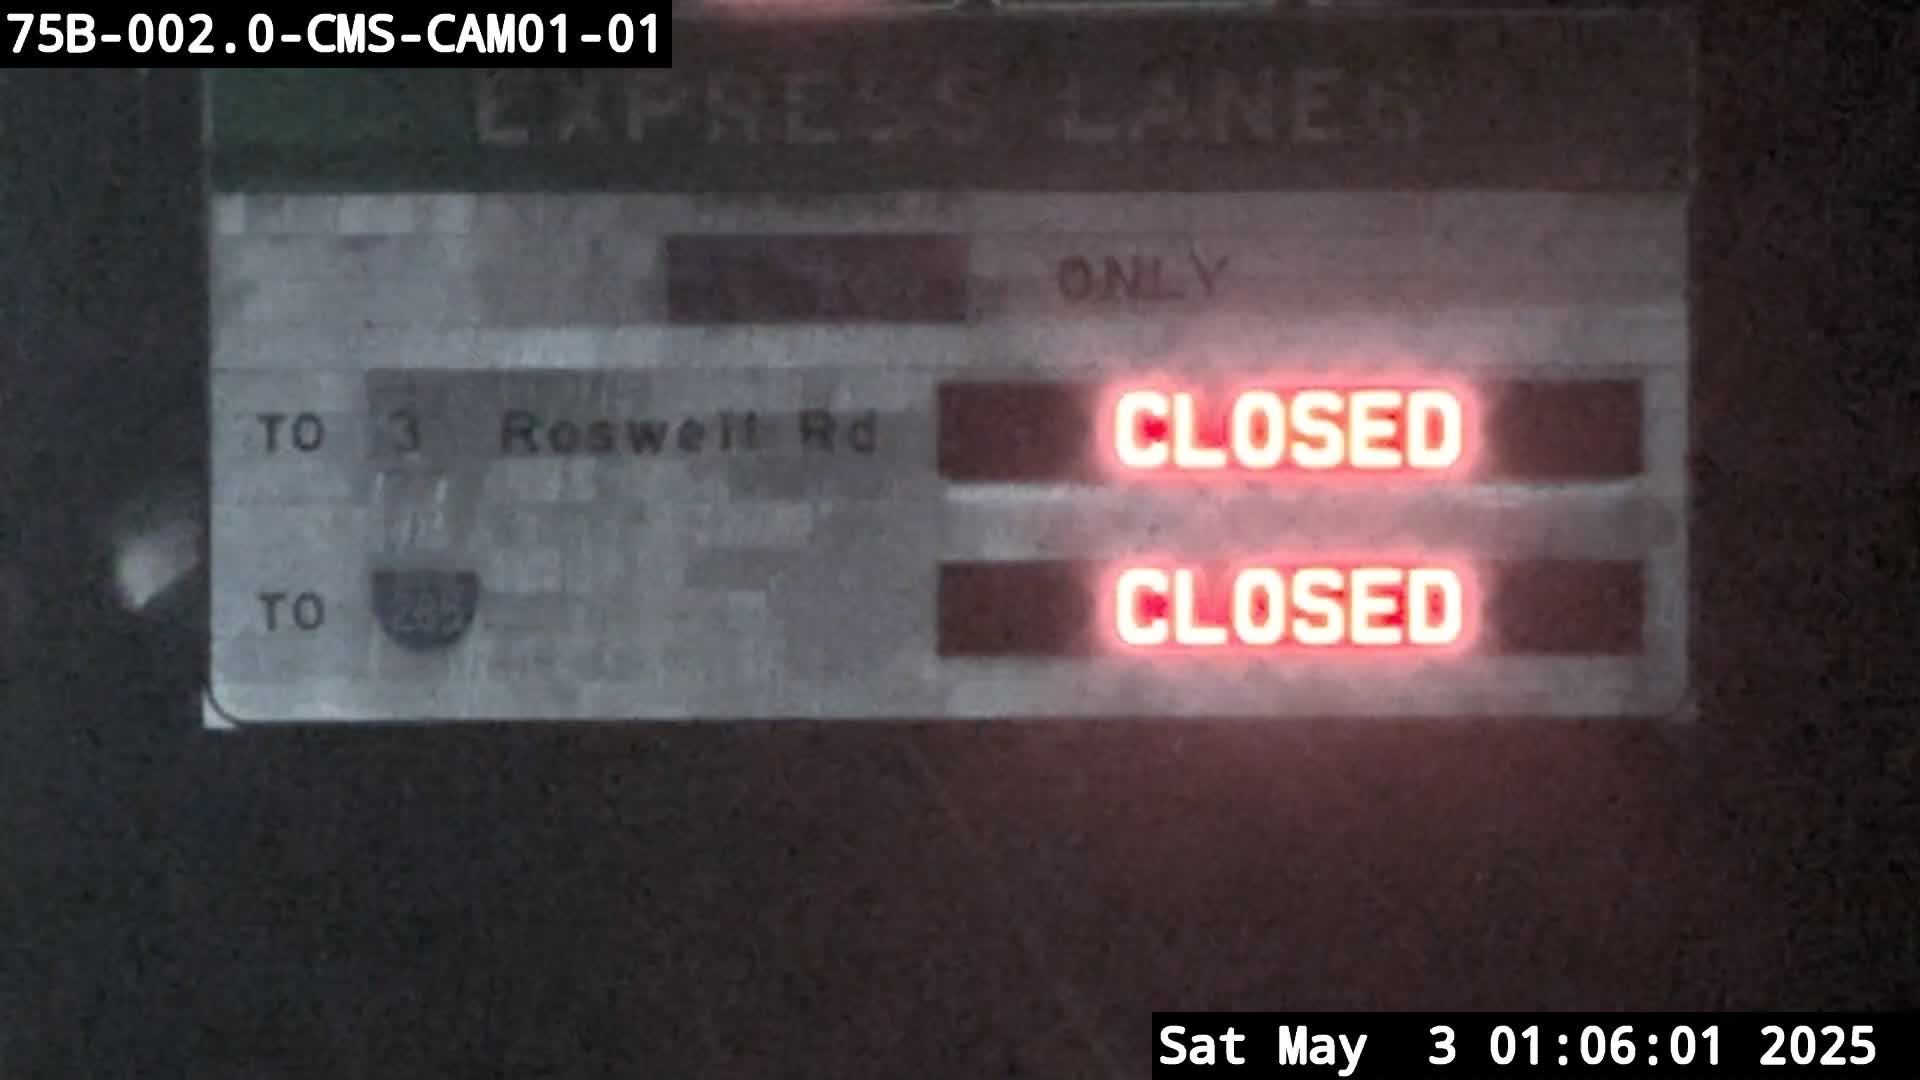 75B-002.0-CMS-CAM01-01
EXPRESS LANES
ONLY
TO 3 Roswell Rd CLOSED
TO 285 CLOSED
Sat May 3 01:06:01 2025